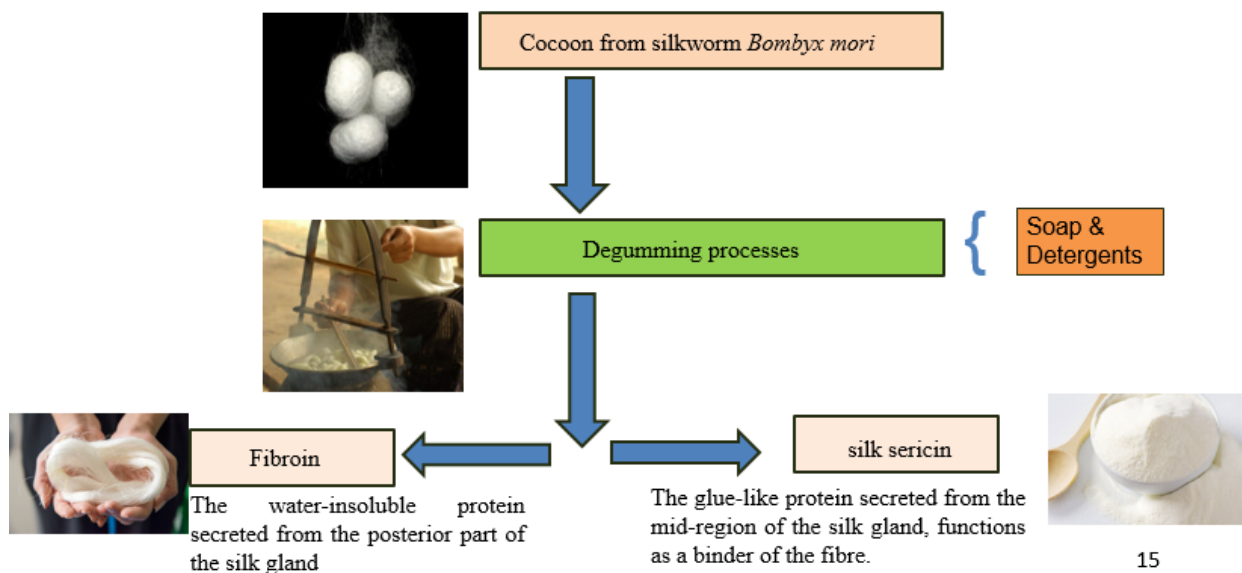 Cocoon from silkworm Bombyx mori
Degumming processes
{
Soap &
Detergents
Fibroin
The water-insoluble protein
secreted from the posterior part of
the silk gland
silk sericin
The glue-like protein secreted from the
mid-region of the silk gland, functions
as a binder of the fibre.
15